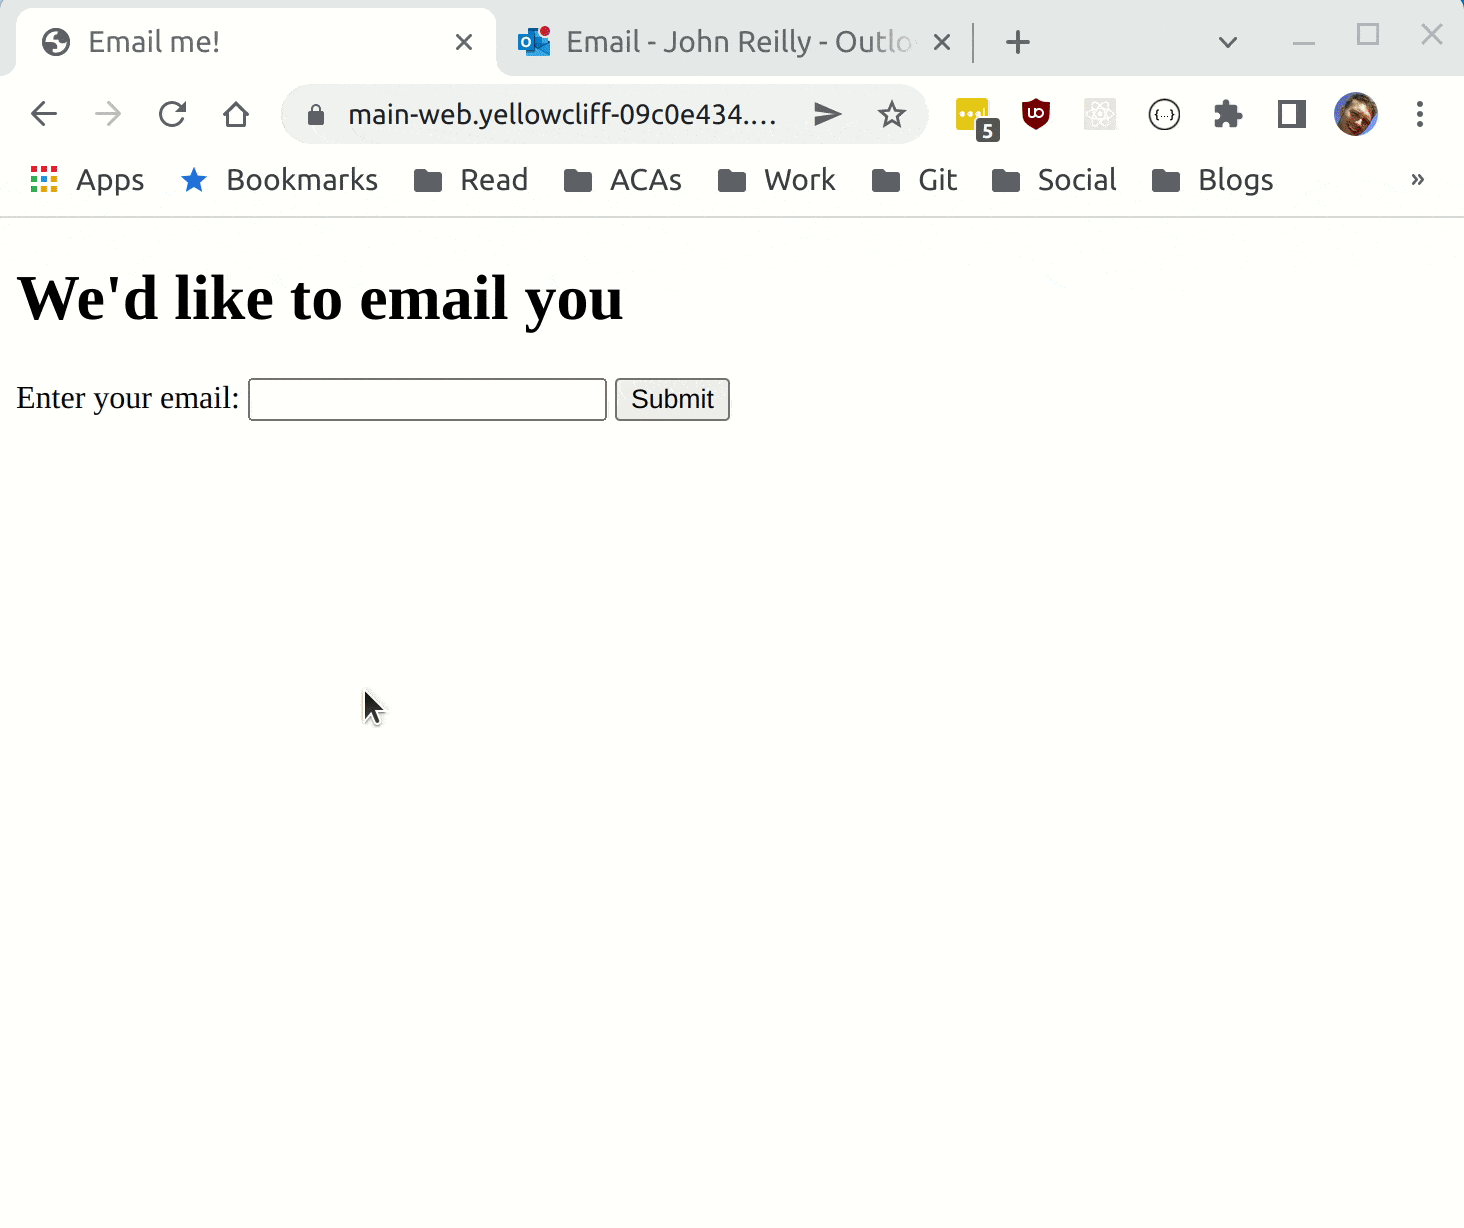 Email me!
Email - John Reilly - Outlo
main-web.yellowcliff-09c0e434....
5
Apps Bookmarks Read ACAs Work Git Social Blogs »
We'd like to email you
Enter your email: Submit